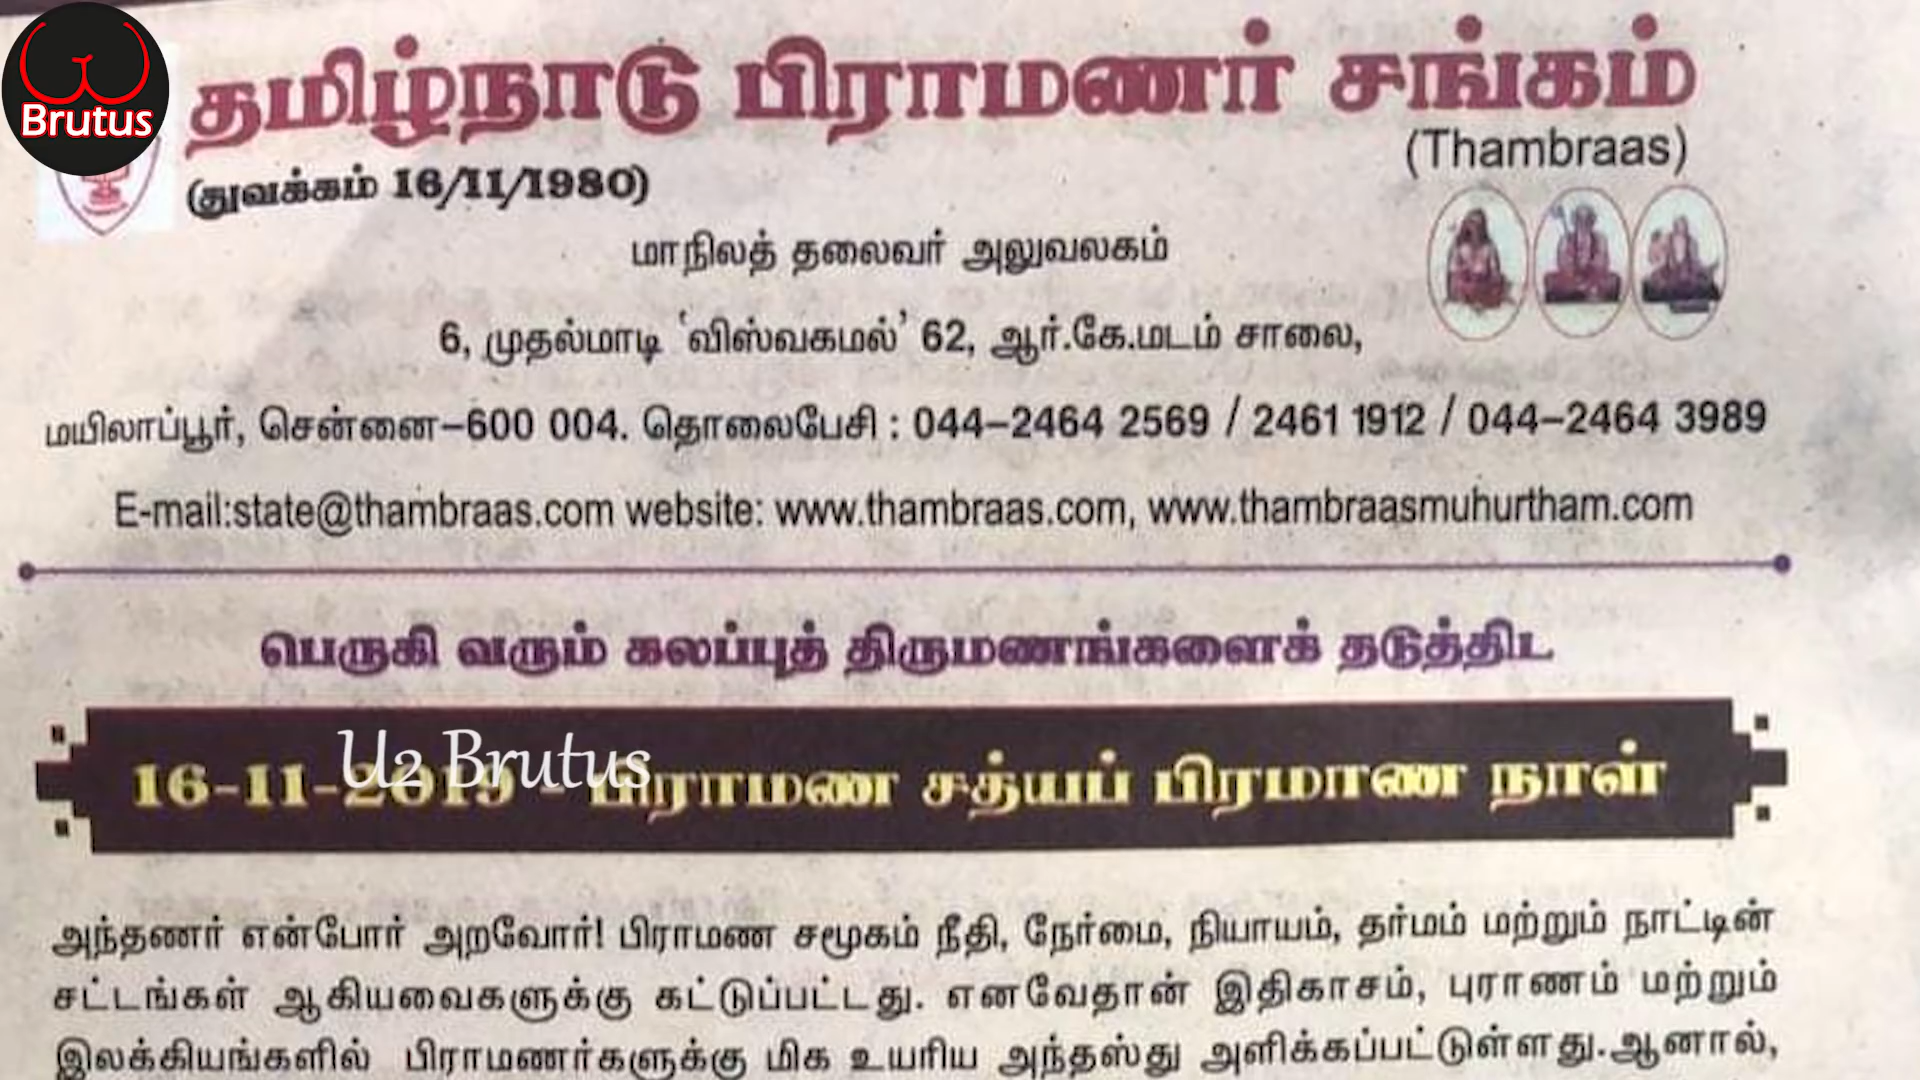 Brutus
தமிழ்நாடு பிராமணர் சங்கம்
(Thambraas)
(துவக்கம் 16/11/1980)
மாநிலத் தலைவர் அலுவலகம்
6, முதல்மாடி 'விஸ்வகமல்' 62, ஆர்.கே.மடம் சாலை,
மயிலாப்பூர், சென்னை–600 004. தொலைபேசி : 044–2464 2569 / 2461 1912 / 044–2464 3989
E-mail:state@thambraas.com website: www.thambraas.com, www.thambraasmuhurtham.com
பெருகி வரும் கலப்புத் திருமணங்களைக் தடுத்திட
U2 Brutus
16-11-2019 - பிராமண சத்யப் பிரமாண நாள்
அந்தணர் என்போர் அறவோர்! பிராமண சமூகம் நீதி, நேர்மை, நியாயம், தர்மம் மற்றும் நாட்டின்
சட்டங்கள் ஆகியவைகளுக்கு கட்டுப்பட்டது. எனவேதான் இதிகாசம், புராணம் மற்றும்
இலக்கியங்களில் பிராமணர்களுக்கு மிக உயரிய அந்தஸ்து அளிக்கப்பட்டுள்ளது.ஆனால்,